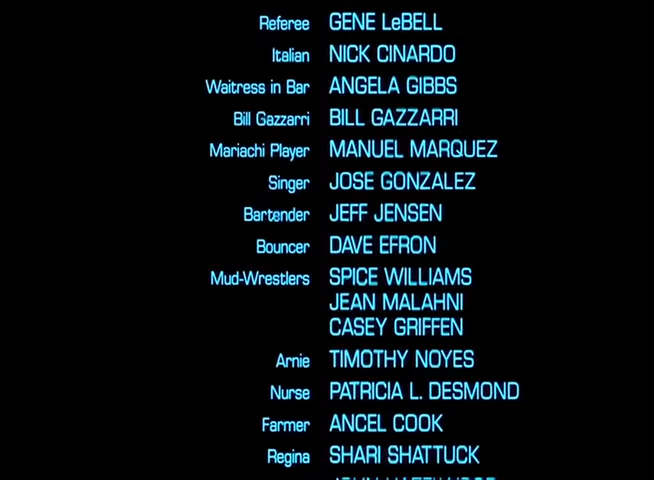 Referee GENE LeBELL
Italian NICK CINARDO
Waitress in Bar ANGELA GIBBS
Bill Gazzarri BILL GAZZARRI
Mariachi Player MANUEL MARQUEZ
Singer JOSE GONZALEZ
Bartender JEFF JENSEN
Bouncer DAVE EFRON
Mud-Wrestlers SPICE WILLIAMS
JEAN MALAHNI
CASEY GRIFFEN
Arnie TIMOTHY NOYES
Nurse PATRICIA L. DESMOND
Farmer ANCEL COOK
Regina SHARI SHATTUCK